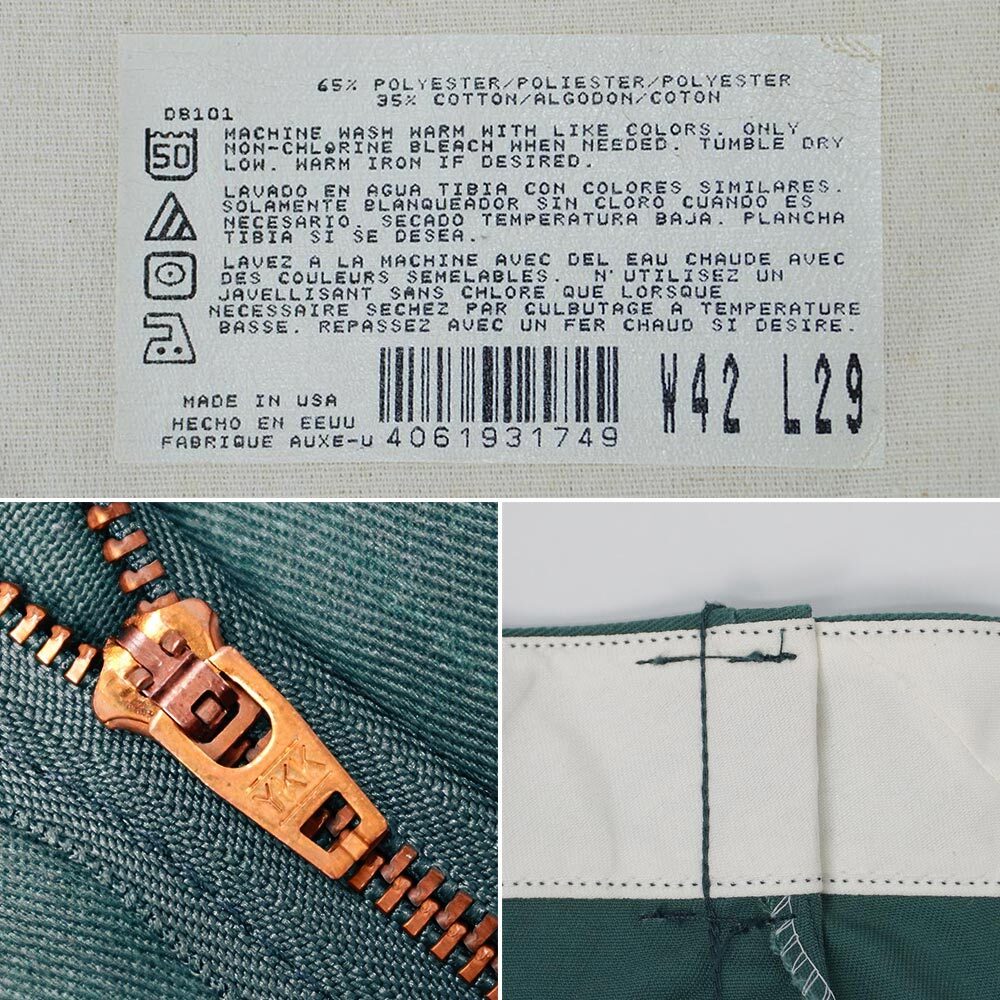 65% POLYESTER/POLIESTER/POLYESTER
35% COTTON/ALGODON/COTON
DB101
50
MACHINE WASH WARM WITH LIKE COLORS. ONLY
NON-CHLORINE BLEACH WHEN NEEDED. TUMBLE DRY
LOW. WARM IRON IF DESIRED.
LAVADO EN AGUA TIBIA CON COLORES SIMILARES.
SOLAMENTE BLANQUEADOR SIN CLORO CUANDO ES
NECESARIO. SECADO TEMPERATURA BAJA. PLANCHA
TIBIA SI SE DESEA.
LAVEZ A LA MACHINE AVEC DEL EAU CHAUDE AVEC
DES COULEURS SEMELABLES. N'UTILISEZ UN
JAVELLISANT SANS CHLORE QUE LORSQUE
NECESSAIRE SECHEZ PAR CULBUTAGE A TEMPERATURE
BASSE. REPASSEZ AVEC UN FER CHAUD SI DESIRE.
MADE IN USA
HECHO EN EEUU
FABRIQUE AUXE-U
4061931749
W42 L29
YKK